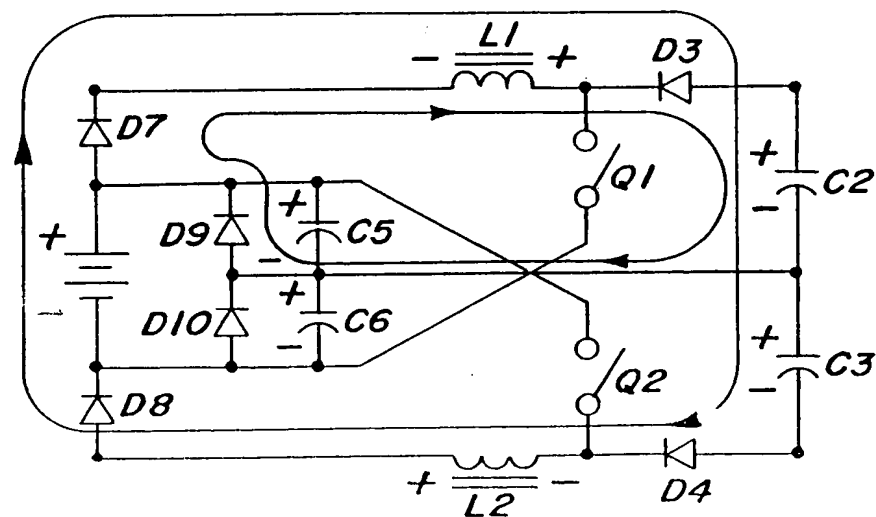 L1
- +
D3
D7
Q1
+
-
C2
+
D9
+
-
C5
+
-
D10
C6
-
Q2
+
-
C3
D8
+ -
L2
D4